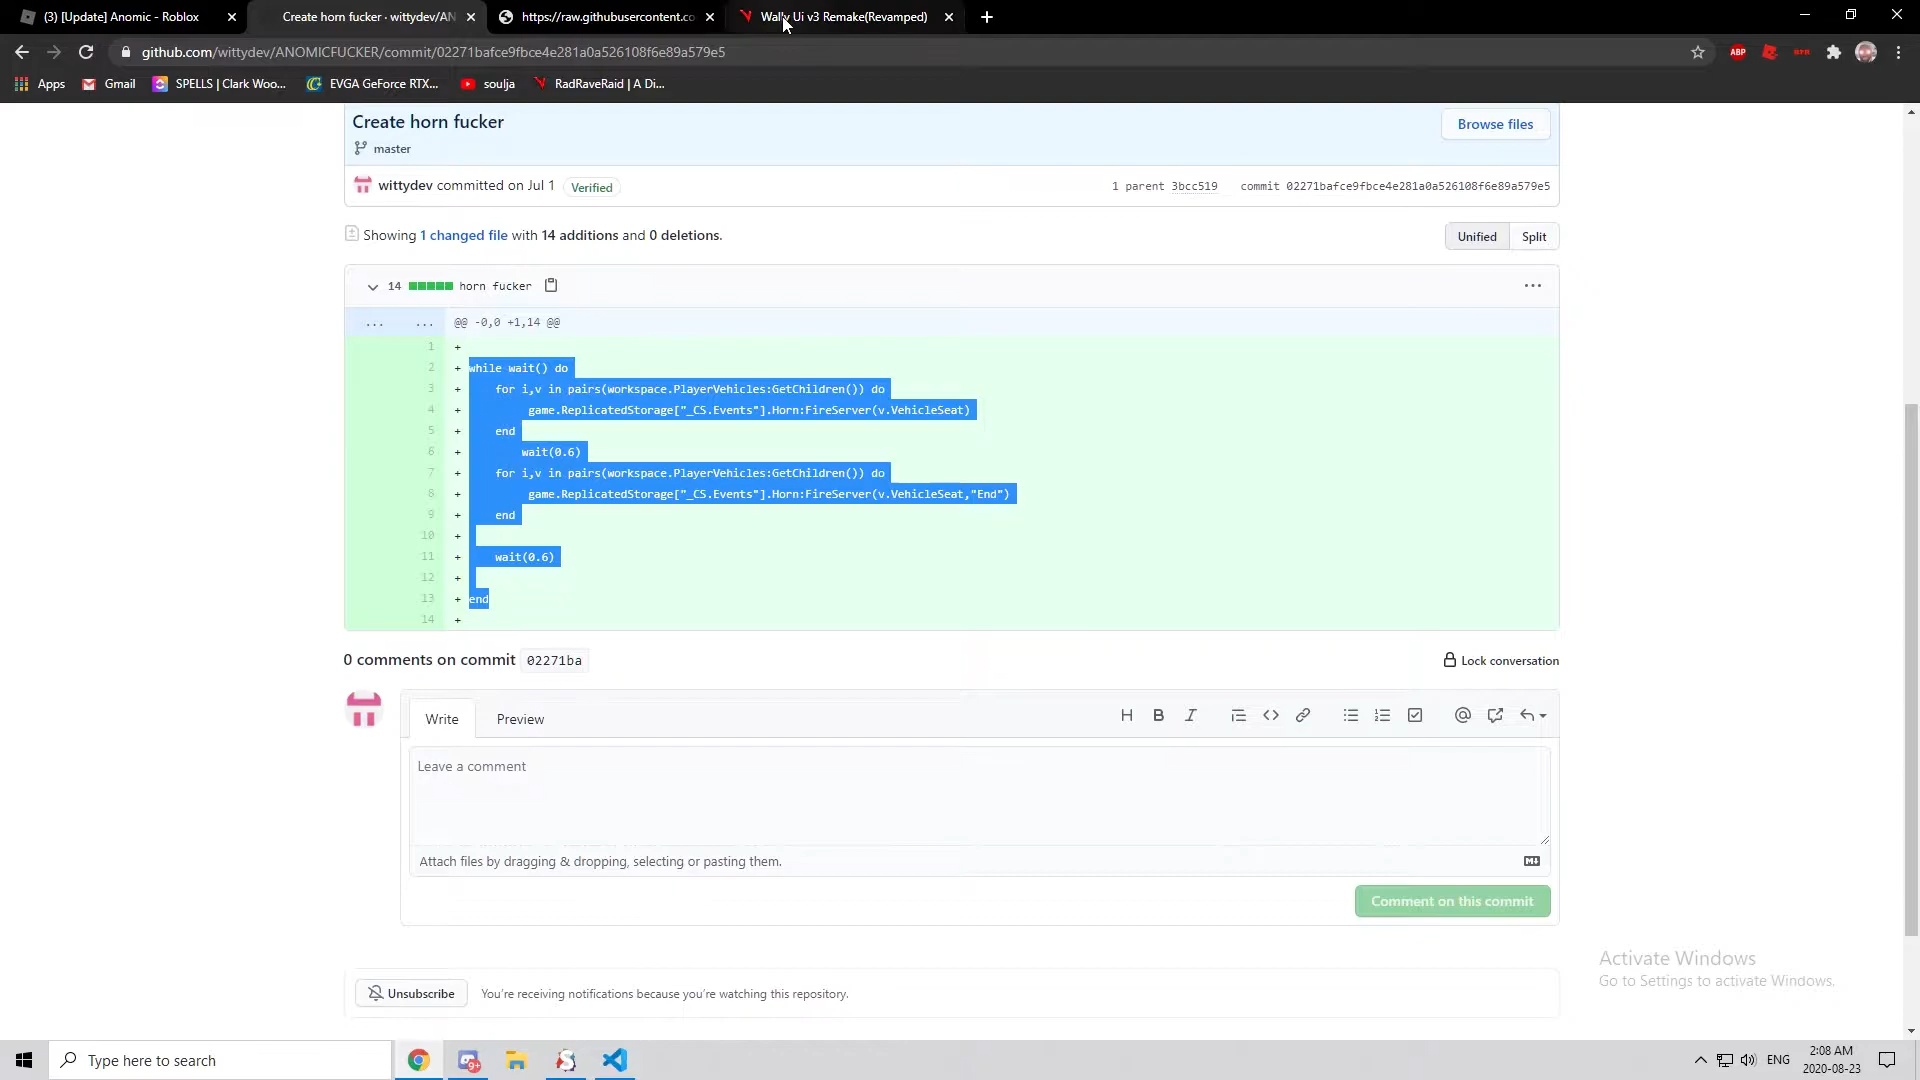 (3) [Update] Anomic - Roblox
Create horn fucker · wittydev/AN
https://raw.githubusercontent.co
Wally Ui v3 Remake(Revamped)
github.com/wittydev/ANOMICFUCKER/commit/02271bafce9fbce4e281a0a526108f6e89a579e5
ABP
Apps
Gmail
SPELLS | Clark Woo...
EVGA GeForce RTX...
soulja
RadRaveRaid | A Di...
Create horn fucker
Browse files
master
wittydev committed on Jul 1 Verified
1 parent 3bcc519 commit 02271bafce9fbce4e281a0a526108f6e89a579e5
Showing 1 changed file with 14 additions and 0 deletions.
Unified Split
14 horn fucker
... ... @@ -0,0 +1,14 @@
1 +
2 + while wait() do
3 + for i,v in pairs(workspace.PlayerVehicles:GetChildren()) do
4 + game.ReplicatedStorage["_CS.Events"].Horn:FireServer(v.VehicleSeat)
5 + end
6 + wait(0.6)
7 + for i,v in pairs(workspace.PlayerVehicles:GetChildren()) do
8 + game.ReplicatedStorage["_CS.Events"].Horn:FireServer(v.VehicleSeat,"End")
9 + end
10 +
11 + wait(0.6)
12 +
13 + end
14 +
0 comments on commit 02271ba
Lock conversation
Write Preview
Leave a comment
Attach files by dragging & dropping, selecting or pasting them.
Comment on this commit
Activate Windows
Go to Settings to activate Windows.
Unsubscribe
You're receiving notifications because you're watching this repository.
Type here to search
9+
ENG
2:08 AM
2020-08-23